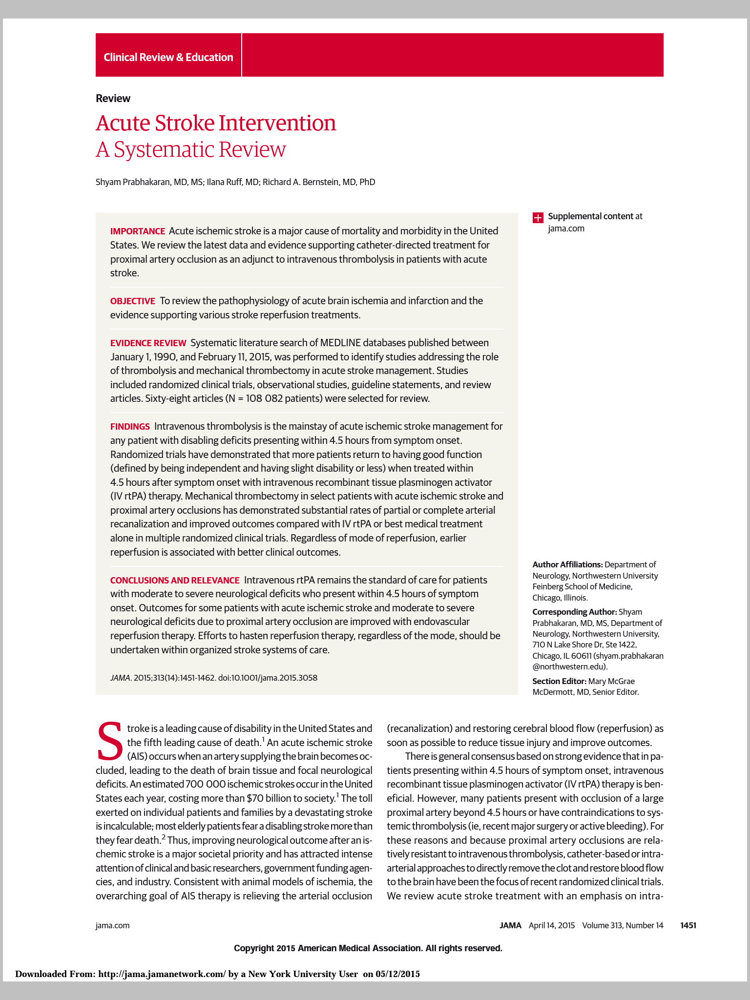 Clinical Review & Education
Review
Acute Stroke Intervention
A Systematic Review
Shyam Prabhakaran, MD, MS; Ilana Ruff, MD; Richard A. Bernstein, MD, PhD
IMPORTANCE Acute ischemic stroke is a major cause of mortality and morbidity in the United
States. We review the latest data and evidence supporting catheter-directed treatment for
proximal artery occlusion as an adjunct to intravenous thrombolysis in patients with acute
stroke.
OBJECTIVE To review the pathophysiology of acute brain ischemia and infarction and the
evidence supporting various stroke reperfusion treatments.
EVIDENCE REVIEW Systematic literature search of MEDLINE databases published between
January 1, 1990, and February 11, 2015, was performed to identify studies addressing the role
of thrombolysis and mechanical thrombectomy in acute stroke management. Studies
included randomized clinical trials, observational studies, guideline statements, and review
articles. Sixty-eight articles (N = 108 082 patients) were selected for review.
FINDINGS Intravenous thrombolysis is the mainstay of acute ischemic stroke management for
any patient with disabling deficits presenting within 4.5 hours from symptom onset.
Randomized trials have demonstrated that more patients return to having good function
(defined by being independent and having slight disability or less) when treated within
4.5 hours after symptom onset with intravenous recombinant tissue plasminogen activator
(IV rtPA) therapy. Mechanical thrombectomy in select patients with acute ischemic stroke and
proximal artery occlusions has demonstrated substantial rates of partial or complete arterial
recanalization and improved outcomes compared with IV rtPA or best medical treatment
alone in multiple randomized clinical trials. Regardless of mode of reperfusion, earlier
reperfusion is associated with better clinical outcomes.
CONCLUSIONS AND RELEVANCE Intravenous rtPA remains the standard of care for patients
with moderate to severe neurological deficits who present within 4.5 hours of symptom
onset. Outcomes for some patients with acute ischemic stroke and moderate to severe
neurological deficits due to proximal artery occlusion are improved with endovascular
reperfusion therapy. Efforts to hasten reperfusion therapy, regardless of the mode, should be
undertaken within organized stroke systems of care.
JAMA. 2015;313(14):1451-1462. doi:10.1001/jama.2015.3058
Supplemental content at
jama.com
Author Affiliations: Department of
Neurology, Northwestern University
Feinberg School of Medicine,
Chicago, Illinois.
Corresponding Author: Shyam
Prabhakaran, MD, MS, Department of
Neurology, Northwestern University,
710 N Lake Shore Dr, Ste 1422,
Chicago, IL 60611 (shyam.prabhakaran
@northwestern.edu).
Section Editor: Mary McGrae
McDermott, MD, Senior Editor.
Stroke is a leading cause of disability in the United States and
the fifth leading cause of death.1 An acute ischemic stroke
(AIS) occurs when an artery supplying the brain becomes oc-
cluded, leading to the death of brain tissue and focal neurological
deficits. An estimated 700 000 ischemic strokes occur in the United
States each year, costing more than $70 billion to society.1 The toll
exerted on individual patients and families by a devastating stroke
is incalculable; most elderly patients fear a disabling stroke more than
they fear death.2 Thus, improving neurological outcome after an is-
chemic stroke is a major societal priority and has attracted intense
attention of clinical and basic researchers, government funding agen-
cies, and industry. Consistent with animal models of ischemia, the
overarching goal of AIS therapy is relieving the arterial occlusion
(recanalization) and restoring cerebral blood flow (reperfusion) as
soon as possible to reduce tissue injury and improve outcomes.
There is general consensus based on strong evidence that in pa-
tients presenting within 4.5 hours of symptom onset, intravenous
recombinant tissue plasminogen activator (IV rtPA) therapy is ben-
eficial. However, many patients present with occlusion of a large
proximal artery beyond 4.5 hours or have contraindications to sys-
temic thrombolysis (ie, recent major surgery or active bleeding). For
these reasons and because proximal artery occlusions are rela-
tively resistant to intravenous thrombolysis, catheter-based or intra-
arterial approaches to directly remove the clot and restore blood flow
to the brain have been the focus of recent randomized clinical trials.
We review acute stroke treatment with an emphasis on intra-
jama.com
JAMA April 14, 2015 Volume 313, Number 14 1451
Copyright 2015 American Medical Association. All rights reserved.
Downloaded From: http://jama.jamanetwork.com/ by a New York University User on 05/12/2015